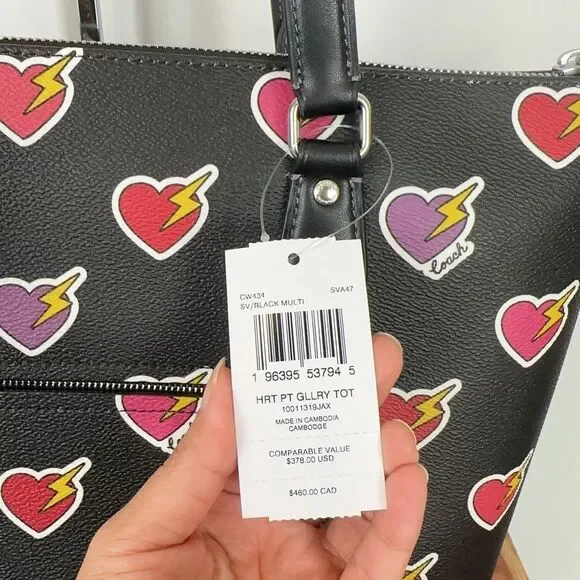 Coach
CW434 SVA47
SV/BLACK MULTI
1 96395 53794 5
HRT PT GLLRY TOT
10011319JAX
MADE IN CAMBODIA
CAMBODGE
COMPARABLE VALUE
$378.00 USD
$460.00 CAD